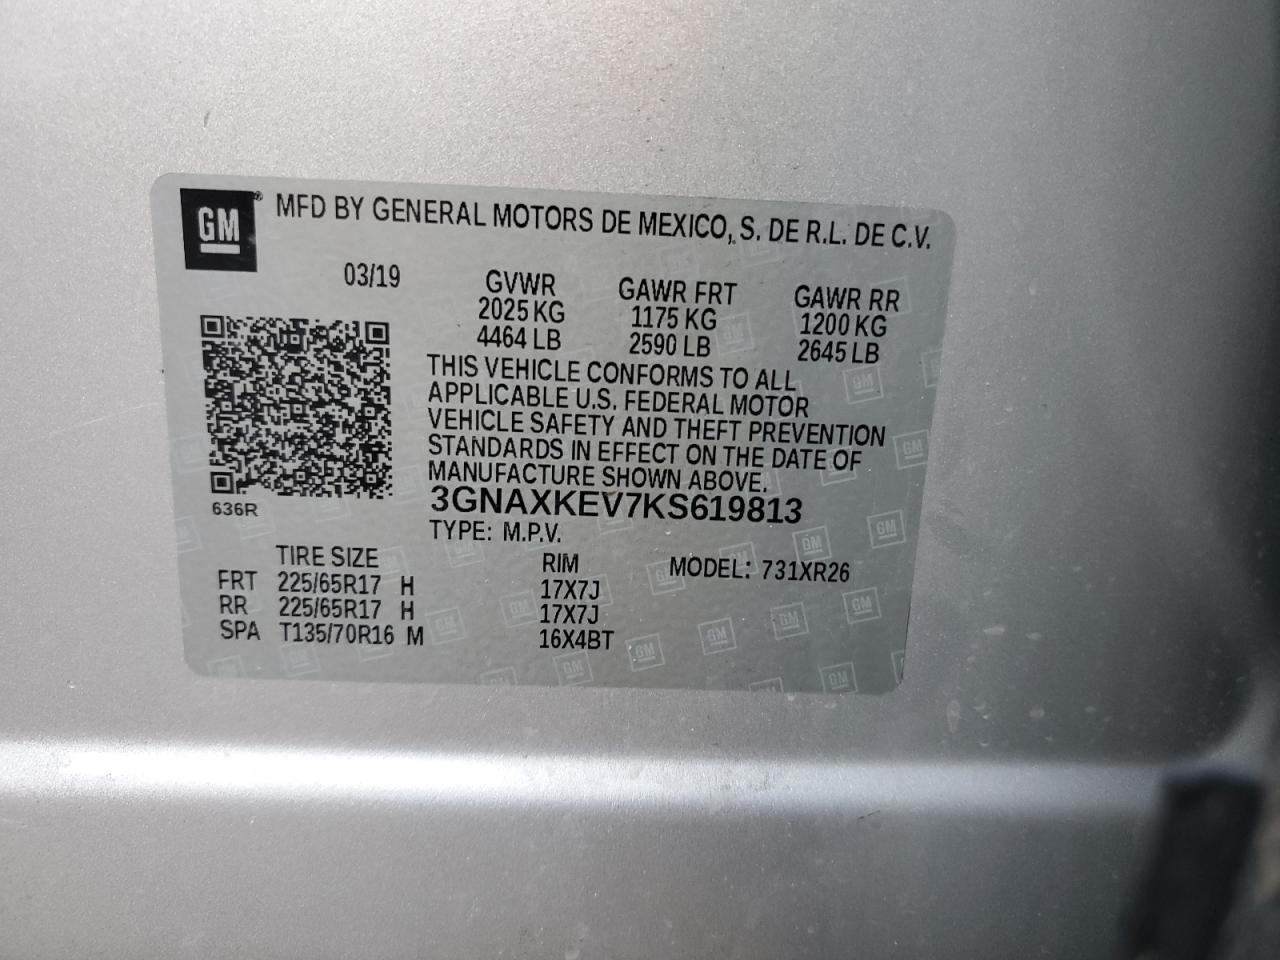 GM® MFD BY GENERAL MOTORS DE MEXICO, S. DE R.L. DE C.V.
03/19
GVWR GAWR FRT GAWR RR
2025 KG 1175 KG 1200 KG
4464 LB 2590 LB 2645 LB
THIS VEHICLE CONFORMS TO ALL
APPLICABLE U.S. FEDERAL MOTOR
VEHICLE SAFETY AND THEFT PREVENTION
STANDARDS IN EFFECT ON THE DATE OF
MANUFACTURE SHOWN ABOVE.
3GNAXKEV7KS619813
636R
TYPE: M.P.V.
TIRE SIZE RIM MODEL: 731XR26
FRT 225/65R17 H 17X7J
RR 225/65R17 H 17X7J
SPA T135/70R16 M 16X4BT